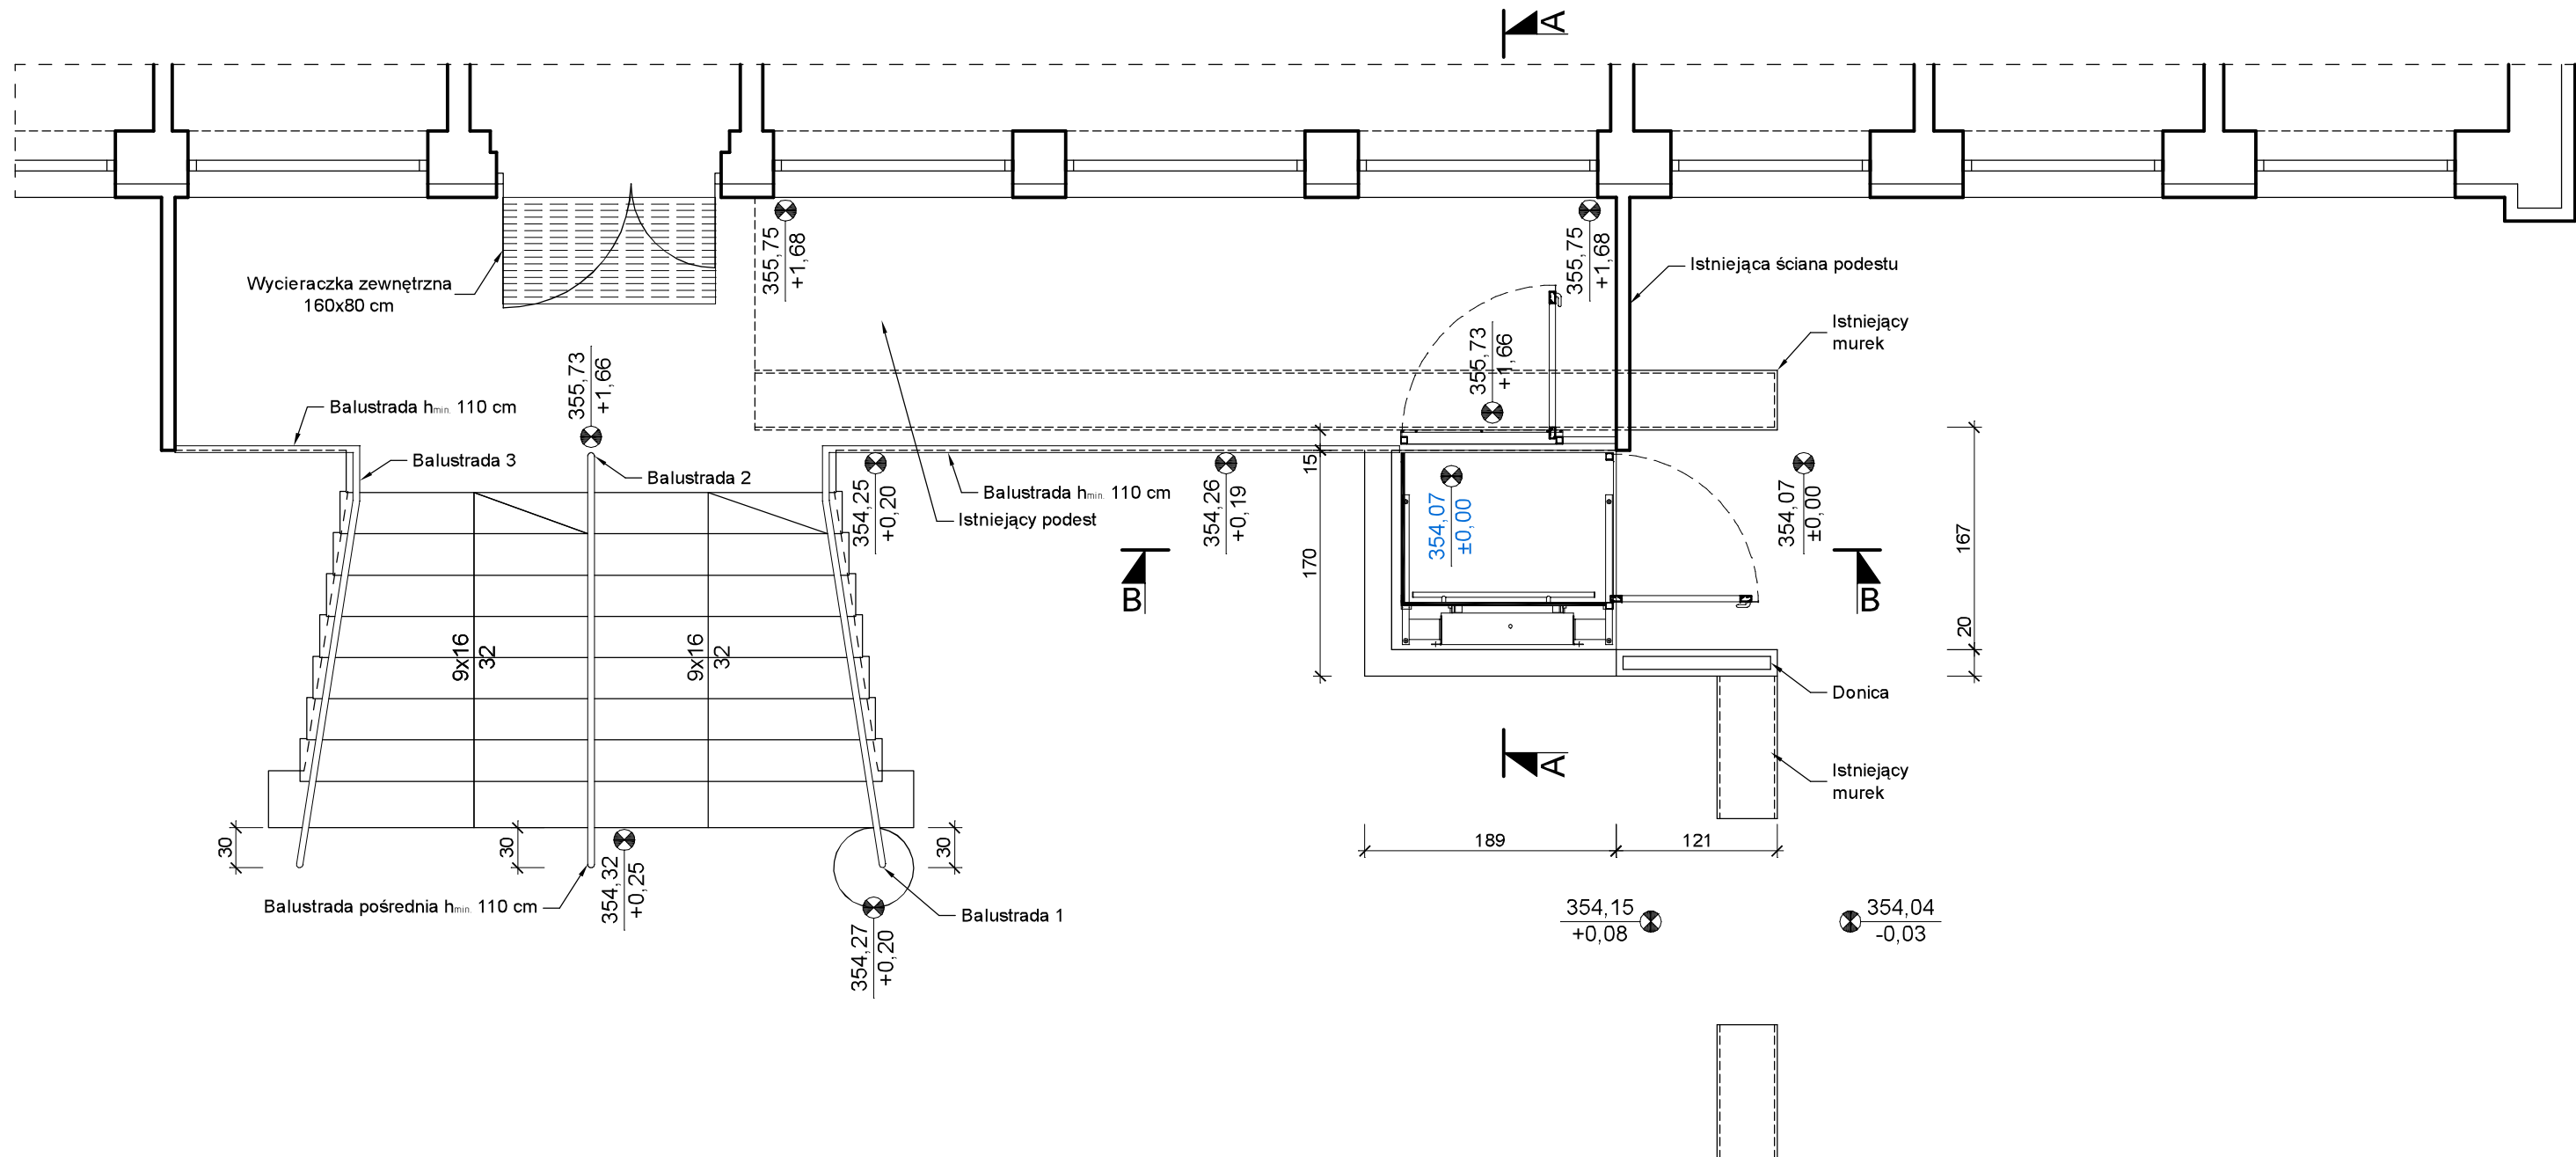 A
355,75
+1,68
355,75
+1,68
Istniejąca ściana podestu
Wycieraczka zewnętrzna
160x80 cm
Istniejący
murek
355,73
+1,66
355,73
+1,66
Balustrada hmin. 110 cm
Balustrada 3
Balustrada 2
354,25
+0,20
Balustrada hmin. 110 cm
Istniejący podest
354,26
+0,19
15
354,07
±0,00
354,07
±0,00
167
170
B
B
20
9x16
32
9x16
32
Donica
A
Istniejący
murek
30
30
30
189
121
354,32
+0,25
Balustrada pośrednia hmin. 110 cm
Balustrada 1
354,27
+0,20
354,15
+0,08
354,04
-0,03